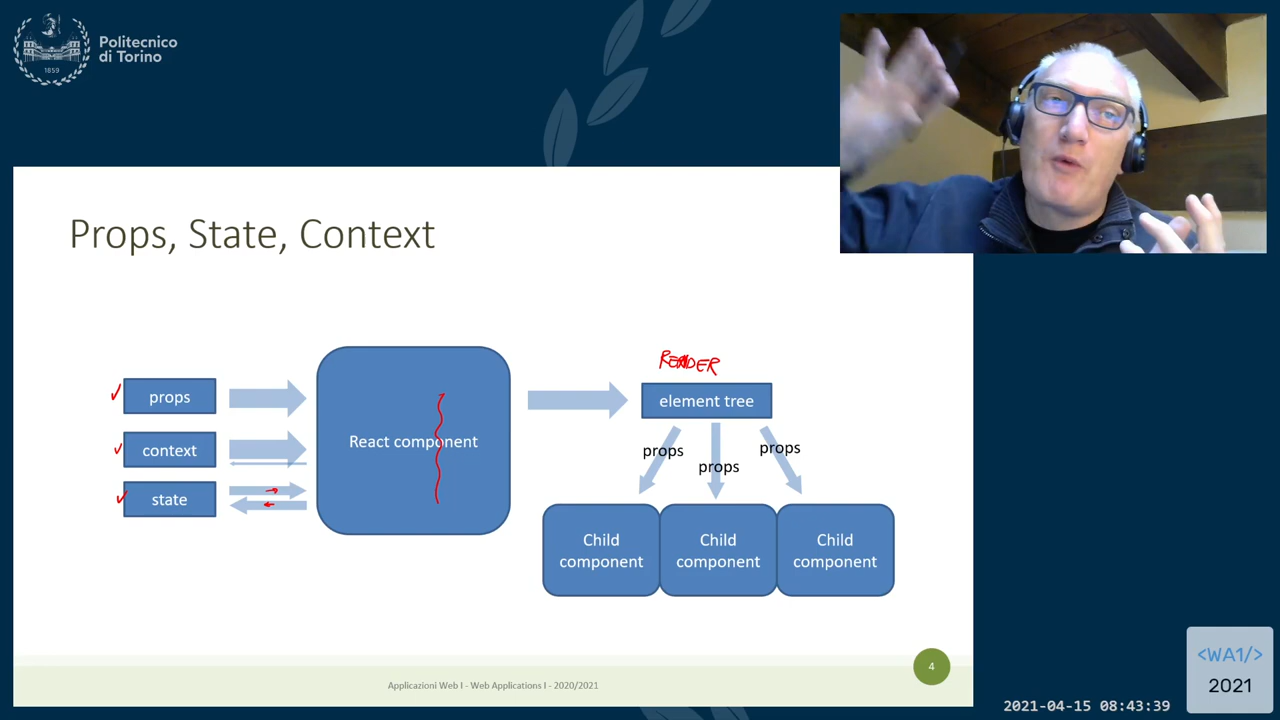 Politecnico
di Torino
1859
Props, State, Context
RENDER
props
element tree
context
React component
state
props
props
props
Child
component
Child
component
Child
component
4
Applicazioni Web I - Web Applications I - 2020/2021
<WA1/>
2021
2021-04-15 08:43:39